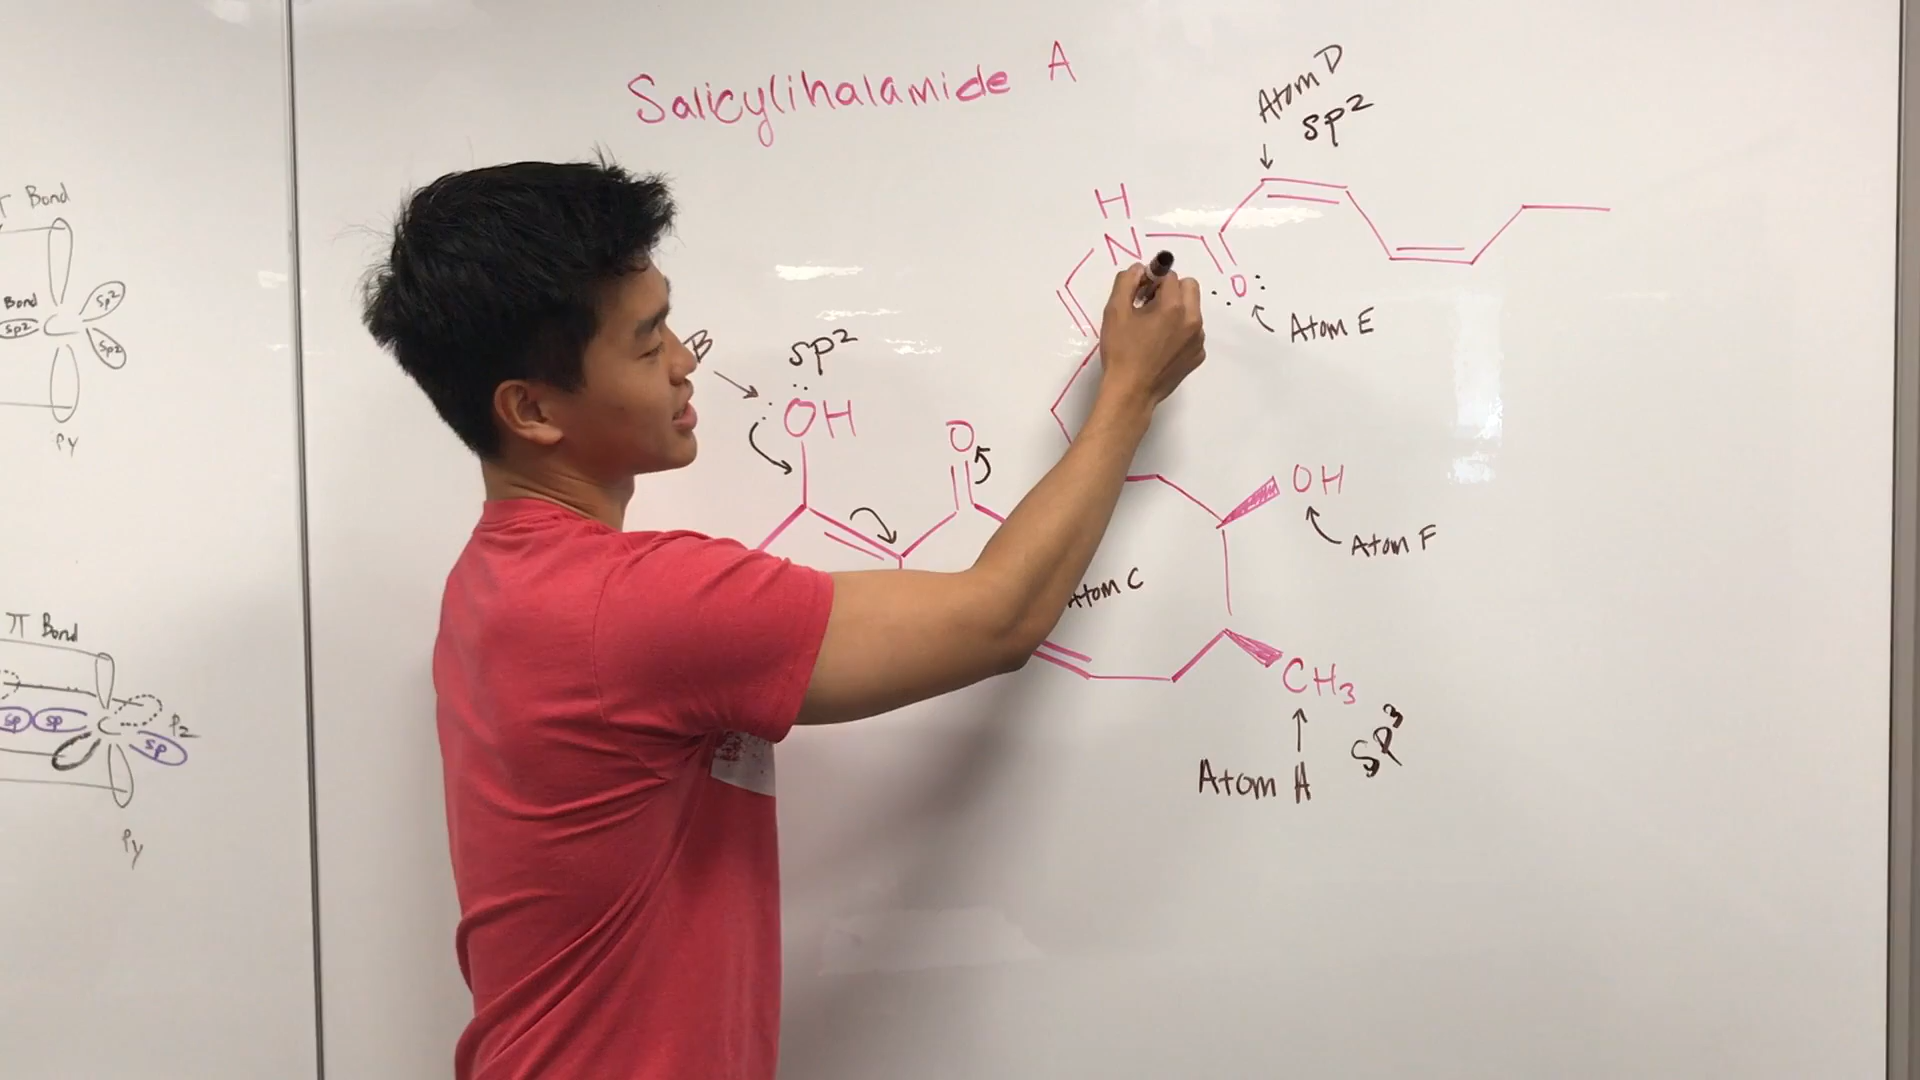 Salicylihalamide A
Atom D
sp2
H
N
O
Atom E
B
sp2
OH
O
OH
Atom F
Atom C
CH3
Atom A
sp3
Bond
Bond
sp2
sp2
C
sp2
Py
π Bond
sp
sp
C
sp
Pz
Py